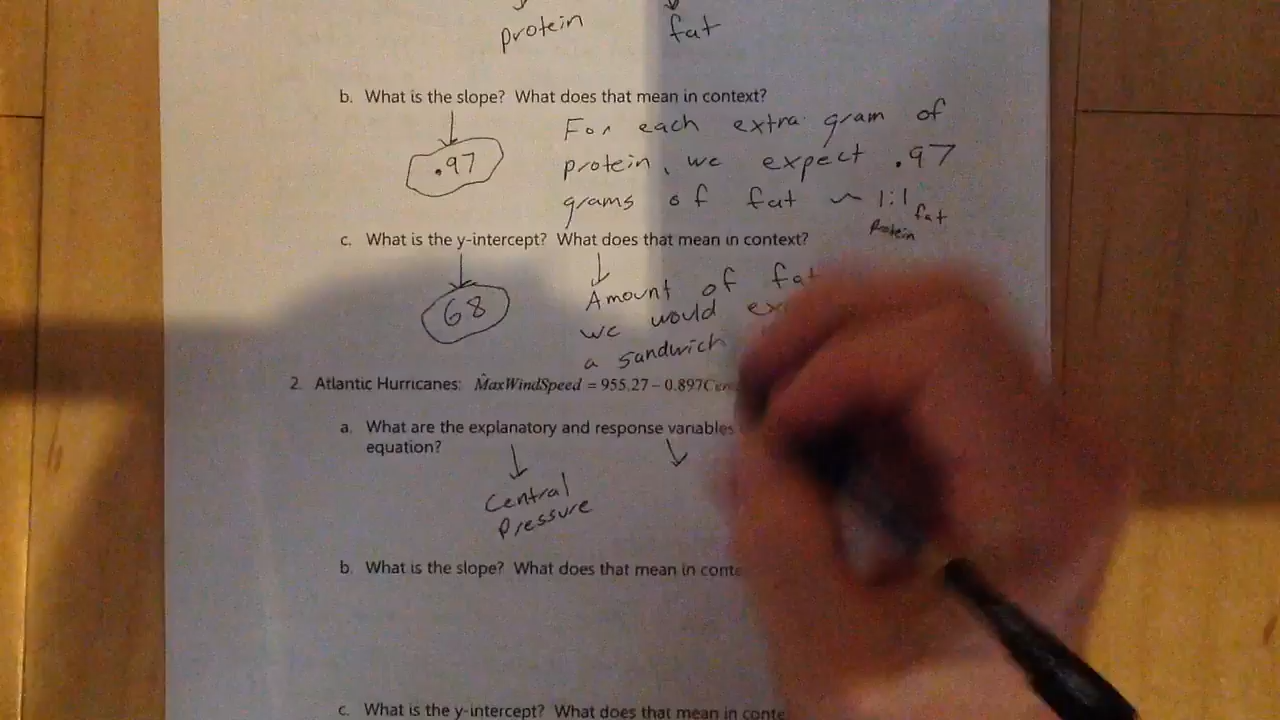 protein fat
b. What is the slope? What does that mean in context?
.97 For each extra gram of
protein, we expect .97
grams of fat ~ 1:1
fat
Protein
c. What is the y-intercept? What does that mean in context?
68 Amount of fat
we would
a sandwich
2. Atlantic Hurricanes: M̂axWindSpeed = 955.27 – 0.897
a. What are the explanatory and response variables
equation?
Central
Pressure
b. What is the slope? What does that mean in
c. What is the y-intercept? What does that mean in